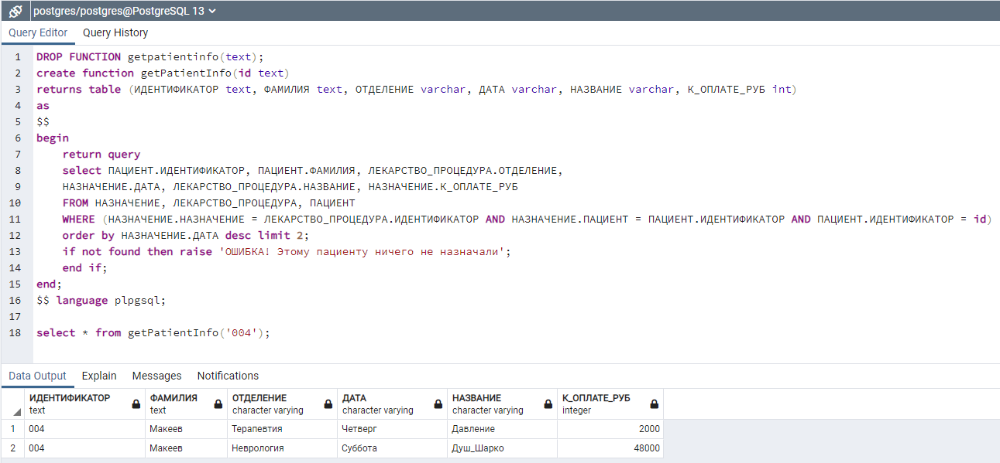 postgres/postgres@PostgreSQL 13
Query Editor Query History
1 DROP FUNCTION getpatientinfo(text);
2 create function getPatientInfo(id text)
3 returns table (ИДЕНТИФИКАТОР text, ФАМИЛИЯ text, ОТДЕЛЕНИЕ varchar, ДАТА varchar, НАЗВАНИЕ varchar, К_ОПЛАТЕ_РУБ int)
4 as
5 $$
6 begin
7 return query
8 select ПАЦИЕНТ.ИДЕНТИФИКАТОР, ПАЦИЕНТ.ФАМИЛИЯ, ЛЕКАРСТВО_ПРОЦЕДУРА.ОТДЕЛЕНИЕ,
9 НАЗНАЧЕНИЕ.ДАТА, ЛЕКАРСТВО_ПРОЦЕДУРА.НАЗВАНИЕ, НАЗНАЧЕНИЕ.К_ОПЛАТЕ_РУБ
10 FROM НАЗНАЧЕНИЕ, ЛЕКАРСТВО_ПРОЦЕДУРА, ПАЦИЕНТ
11 WHERE (НАЗНАЧЕНИЕ.НАЗНАЧЕНИЕ = ЛЕКАРСТВО_ПРОЦЕДУРА.ИДЕНТИФИКАТОР AND НАЗНАЧЕНИЕ.ПАЦИЕНТ = ПАЦИЕНТ.ИДЕНТИФИКАТОР AND ПАЦИЕНТ.ИДЕНТИФИКАТОР = id)
12 order by НАЗНАЧЕНИЕ.ДАТА desc limit 2;
13 if not found then raise 'ОШИБКА! Этому пациенту ничего не назначали';
14 end if;
15 end;
16 $$ language plpgsql;
17
18 select * from getPatientInfo('004');
Data Output Explain Messages Notifications
ИДЕНТИФИКАТОР ФАМИЛИЯ ОТДЕЛЕНИЕ ДАТА НАЗВАНИЕ К_ОПЛАТЕ_РУБ
text text character varying character varying character varying integer
1 004 Макеев Терапевтия Четверг Давление 2000
2 004 Макеев Неврология Суббота Душ_Шарко 48000